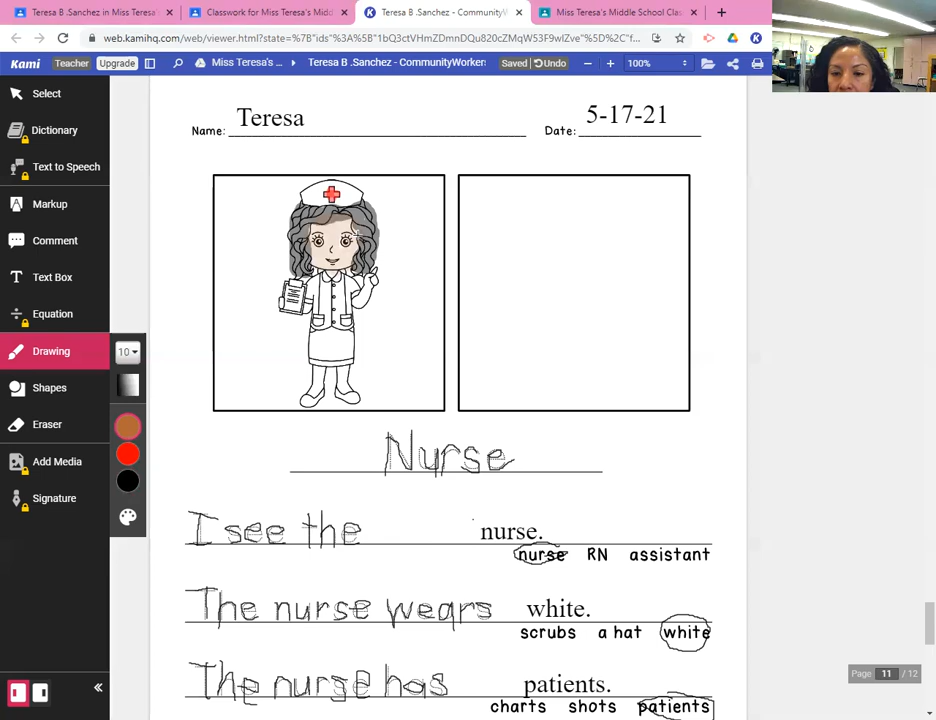 Teresa B .Sanchez in Miss Teresa'
Classwork for Miss Teresa's Midd
Teresa B .Sanchez - CommunityW
Miss Teresa's Middle School Clas
web.kamihq.com/web/viewer.html?state=%7B"ids"%3A%5B"1bQ3ctVHmZDmnDQu820cZMqW53F9wlZve"%5D%2C"f...
Kami Teacher Upgrade Miss Teresa's ... Teresa B .Sanchez - CommunityWorker Saved Undo 100%
Select
Dictionary
Text to Speech
Markup
Comment
Text Box
Equation
Drawing
10
Shapes
Eraser
Add Media
Signature
Name: Teresa Date: 5-17-21
Nurse
I see the nurse.
nurse RN assistant
The nurse wears white.
scrubs a hat white
The nurse has patients.
charts shots patients
Page 11 / 12